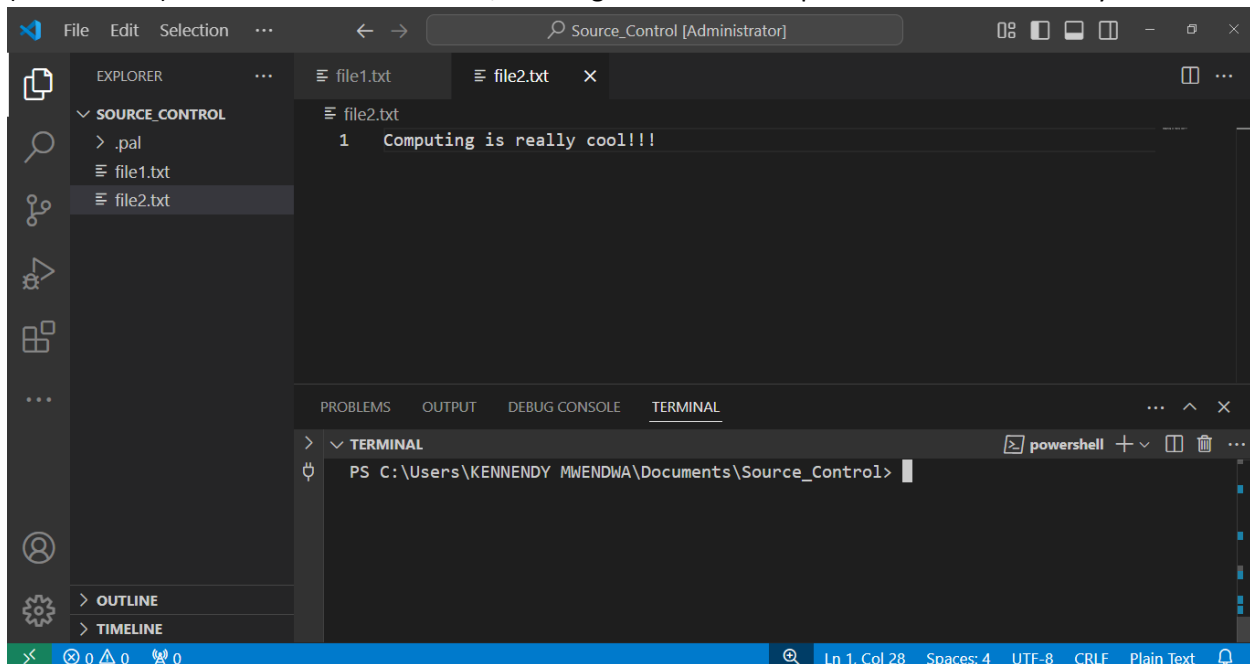 File Edit Selection ··· Source_Control [Administrator]
EXPLORER ···
file1.txt file2.txt
SOURCE_CONTROL
.pal
file1.txt
file2.txt
file2.txt
1 Computing is really cool!!!
PROBLEMS OUTPUT DEBUG CONSOLE TERMINAL ···
TERMINAL powershell ···
PS C:\Users\KENNENDY MWENDWA\Documents\Source_Control>
OUTLINE
TIMELINE
0 0 0 Ln 1, Col 28 Spaces: 4 UTF-8 CRLF Plain Text